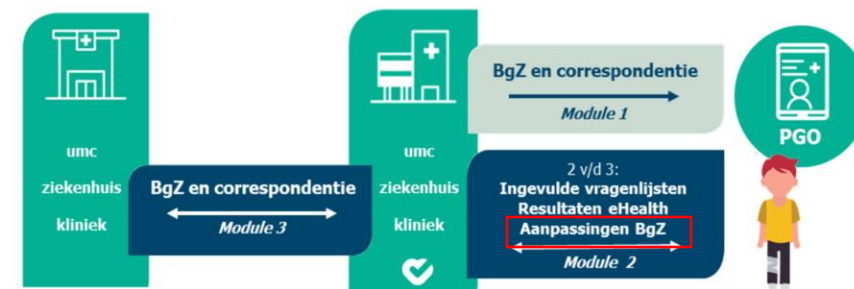 umc
ziekenhuis
kliniek
BgZ en correspondentie
Module 3
umc
ziekenhuis
kliniek
BgZ en correspondentie
Module 1
2 v/d 3:
Ingevulde vragenlijsten
Resultaten eHealth
Aanpassingen BgZ
Module 2
PGO